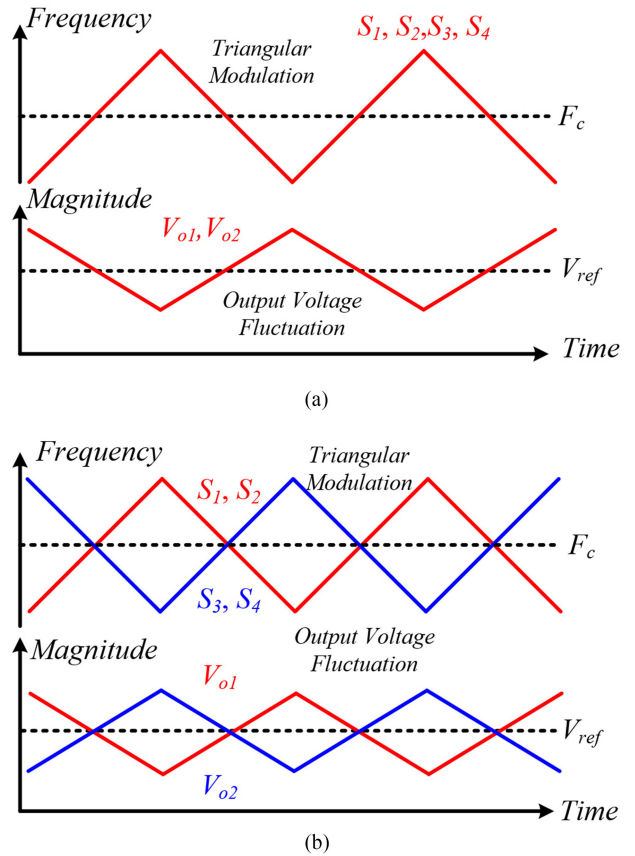 Frequency
S1, S2,S3, S4
Triangular
Modulation
Fc
Magnitude
Vo1,Vo2
Vref
Output Voltage
Fluctuation
Time
(a)
Frequency
Triangular
Modulation
S1, S2
Fc
S3, S4
Output Voltage
Fluctuation
Magnitude
Vo1
Vref
Vo2
Time
(b)